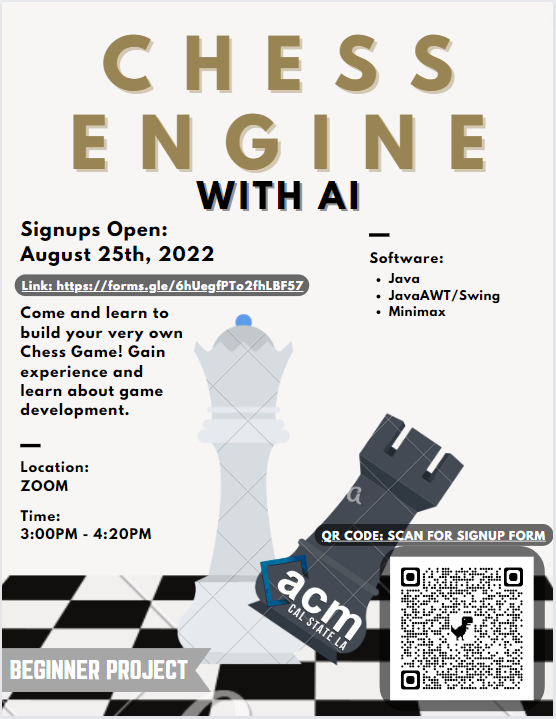 CHESS
ENGINE
WITH AI
Signups Open:
August 25th, 2022
Link: https://forms.gle/6hUegfPTo2fhLBF57
Come and learn to
build your very own
Chess Game! Gain
experience and
learn about game
development.
Location:
ZOOM
Time:
3:00PM - 4:20PM
Software:
• Java
• JavaAWT/Swing
• Minimax
QR CODE: SCAN FOR SIGNUP FORM
acm
CAL STATE LA
BEGINNER PROJECT